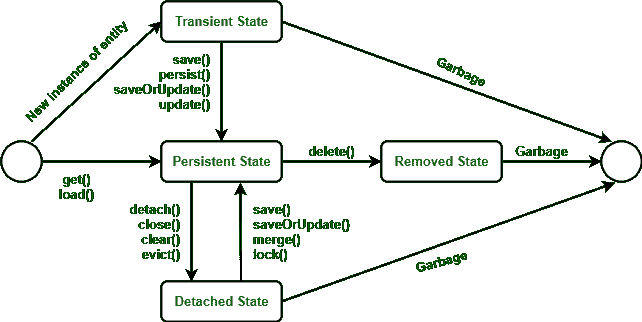 Transient State
New instance of entity
save()
persist()
saveOrUpdate()
update()
Garbage
Persistent State
delete()
Removed State
Garbage
get()
load()
detach()
close()
clear()
evict()
save()
saveOrUpdate()
merge()
lock()
Garbage
Detached State